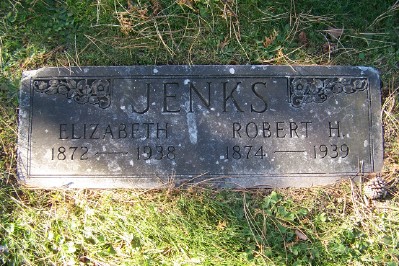 JENKS
ELIZABETH ROBERT H.
1872 — 1938 1874 — 1939